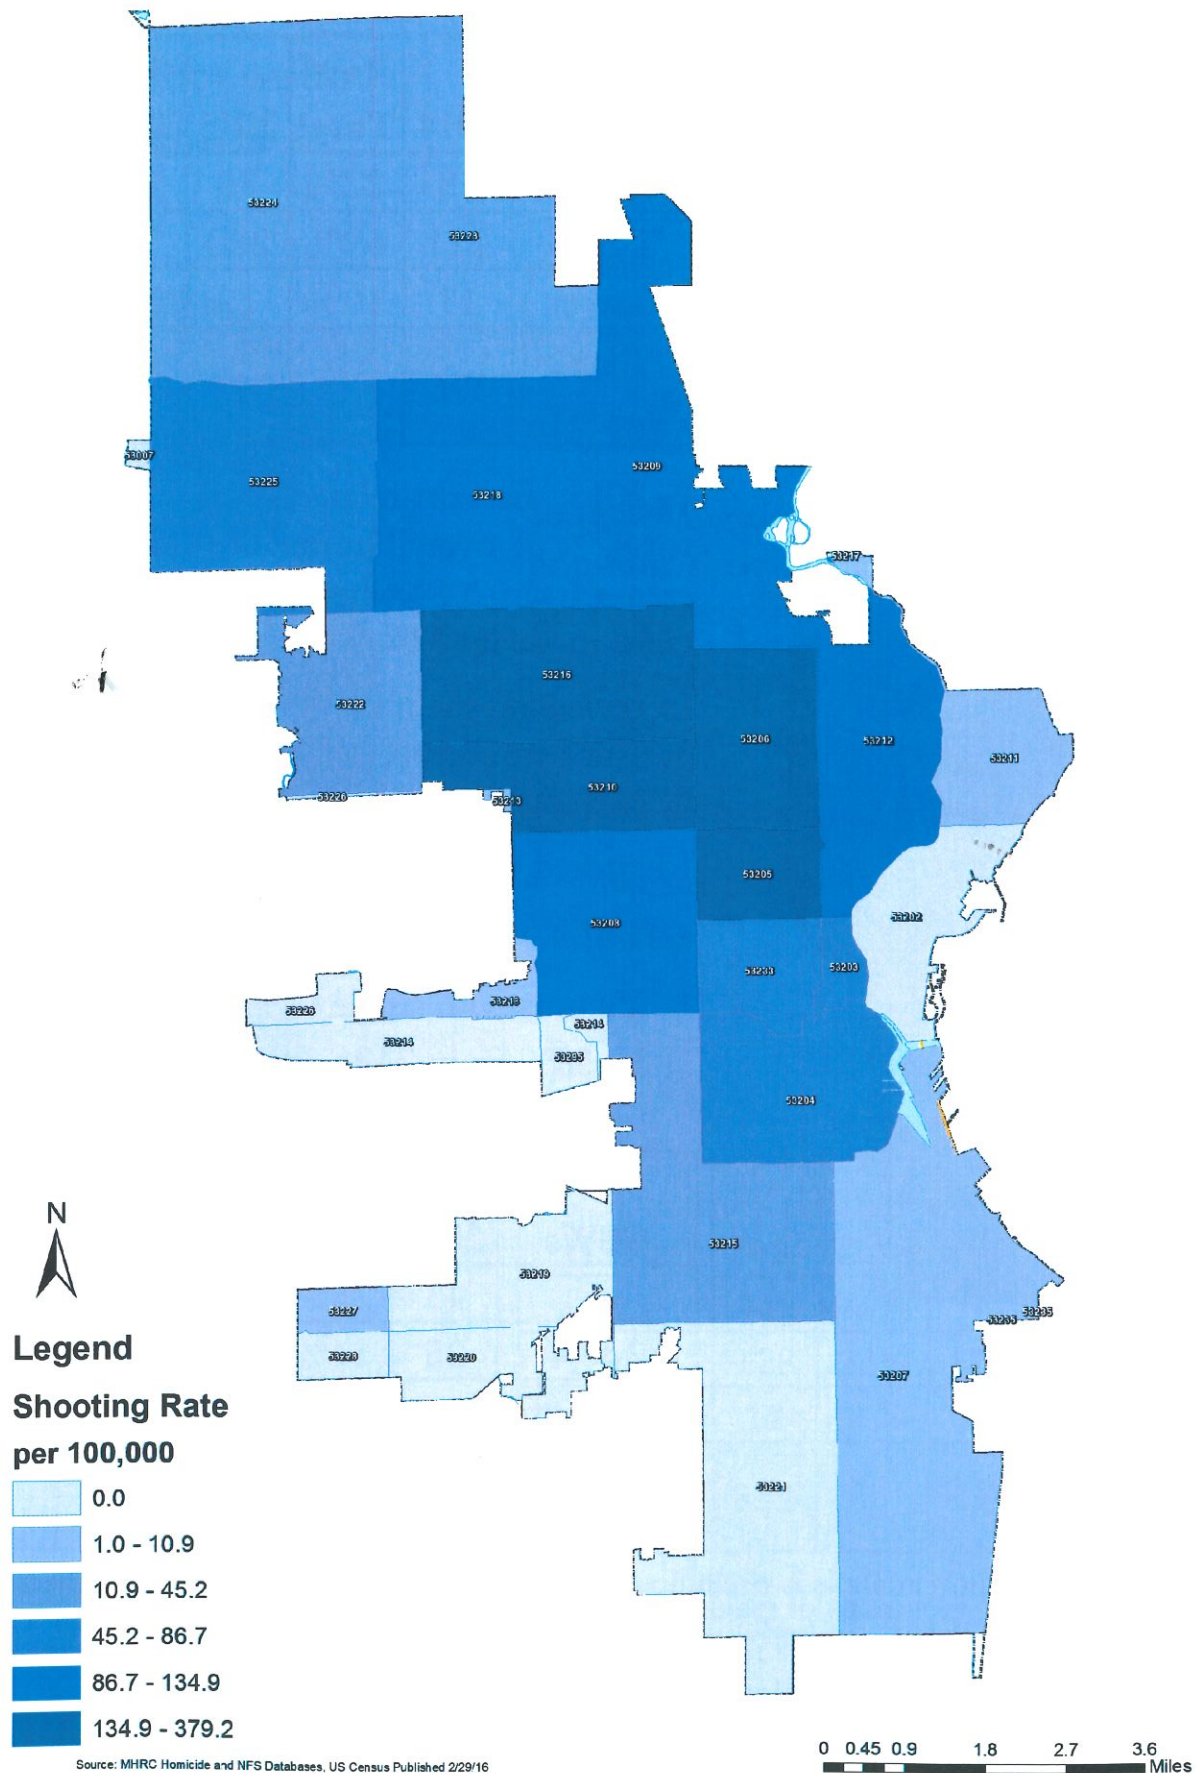 53224
53223
53007
53225
53218
53209
53217
53216
53222
53206
53212
53211
53210
53226
53213
53205
53208
53202
53233
53203
53226
53213
53214
53214
53204
53215
53219
53227
53228
53220
53207
53221
N
Legend
Shooting Rate
per 100,000
0.0
1.0 - 10.9
10.9 - 45.2
45.2 - 86.7
86.7 - 134.9
134.9 - 379.2
Source: MHRC Homicide and NFS Databases, US Census Published 2/29/16
0 0.45 0.9 1.8 2.7 3.6
Miles